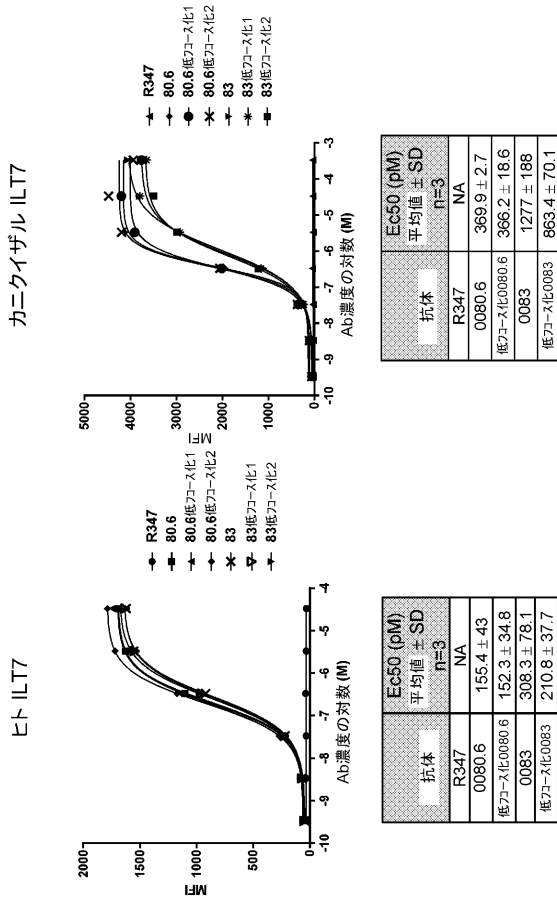 ヒト ILT7
2000
1500
1000
500
0
MFI
-10
-9
-8
-7
-6
-5
-4
Ab濃度の対数 (M)
R347
80.6
80.6低フコース化1
80.6低フコース化2
83
83低フコース化1
83低フコース化2
抗体
Ec50 (pM)
平均値 ± SD
n=3
R347
NA
0080.6
155.4 ± 43
低フコース化0080.6
152.3 ± 34.8
0083
308.3 ± 78.1
低フコース化0083
210.8 ± 37.7
カニクイザル ILT7
5000
4000
3000
2000
1000
0
MFI
-10
-9
-8
-7
-6
-5
-4
-3
Ab濃度の対数 (M)
R347
80.6
80.6低フコース化1
80.6低フコース化2
83
83低フコース化1
83低フコース化2
抗体
Ec50 (pM)
平均値 ± SD
n=3
R347
NA
0080.6
369.9 ± 2.7
低フコース化0080.6
366.2 ± 18.6
0083
1277 ± 188
低フコース化0083
863.4 ± 70.1